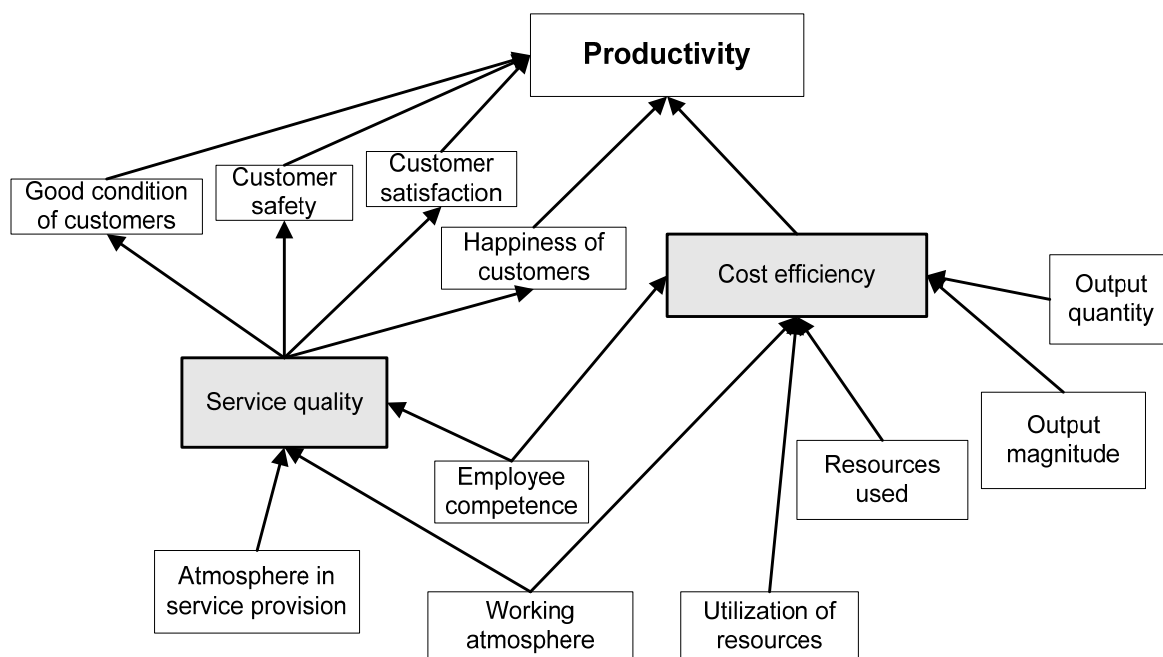 Productivity
Good condition
of customers
Customer
safety
Customer
satisfaction
Happiness of
customers
Cost efficiency
Output
quantity
Service quality
Output
magnitude
Employee
competence
Resources
used
Atmosphere in
service provision
Working
atmosphere
Utilization of
resources